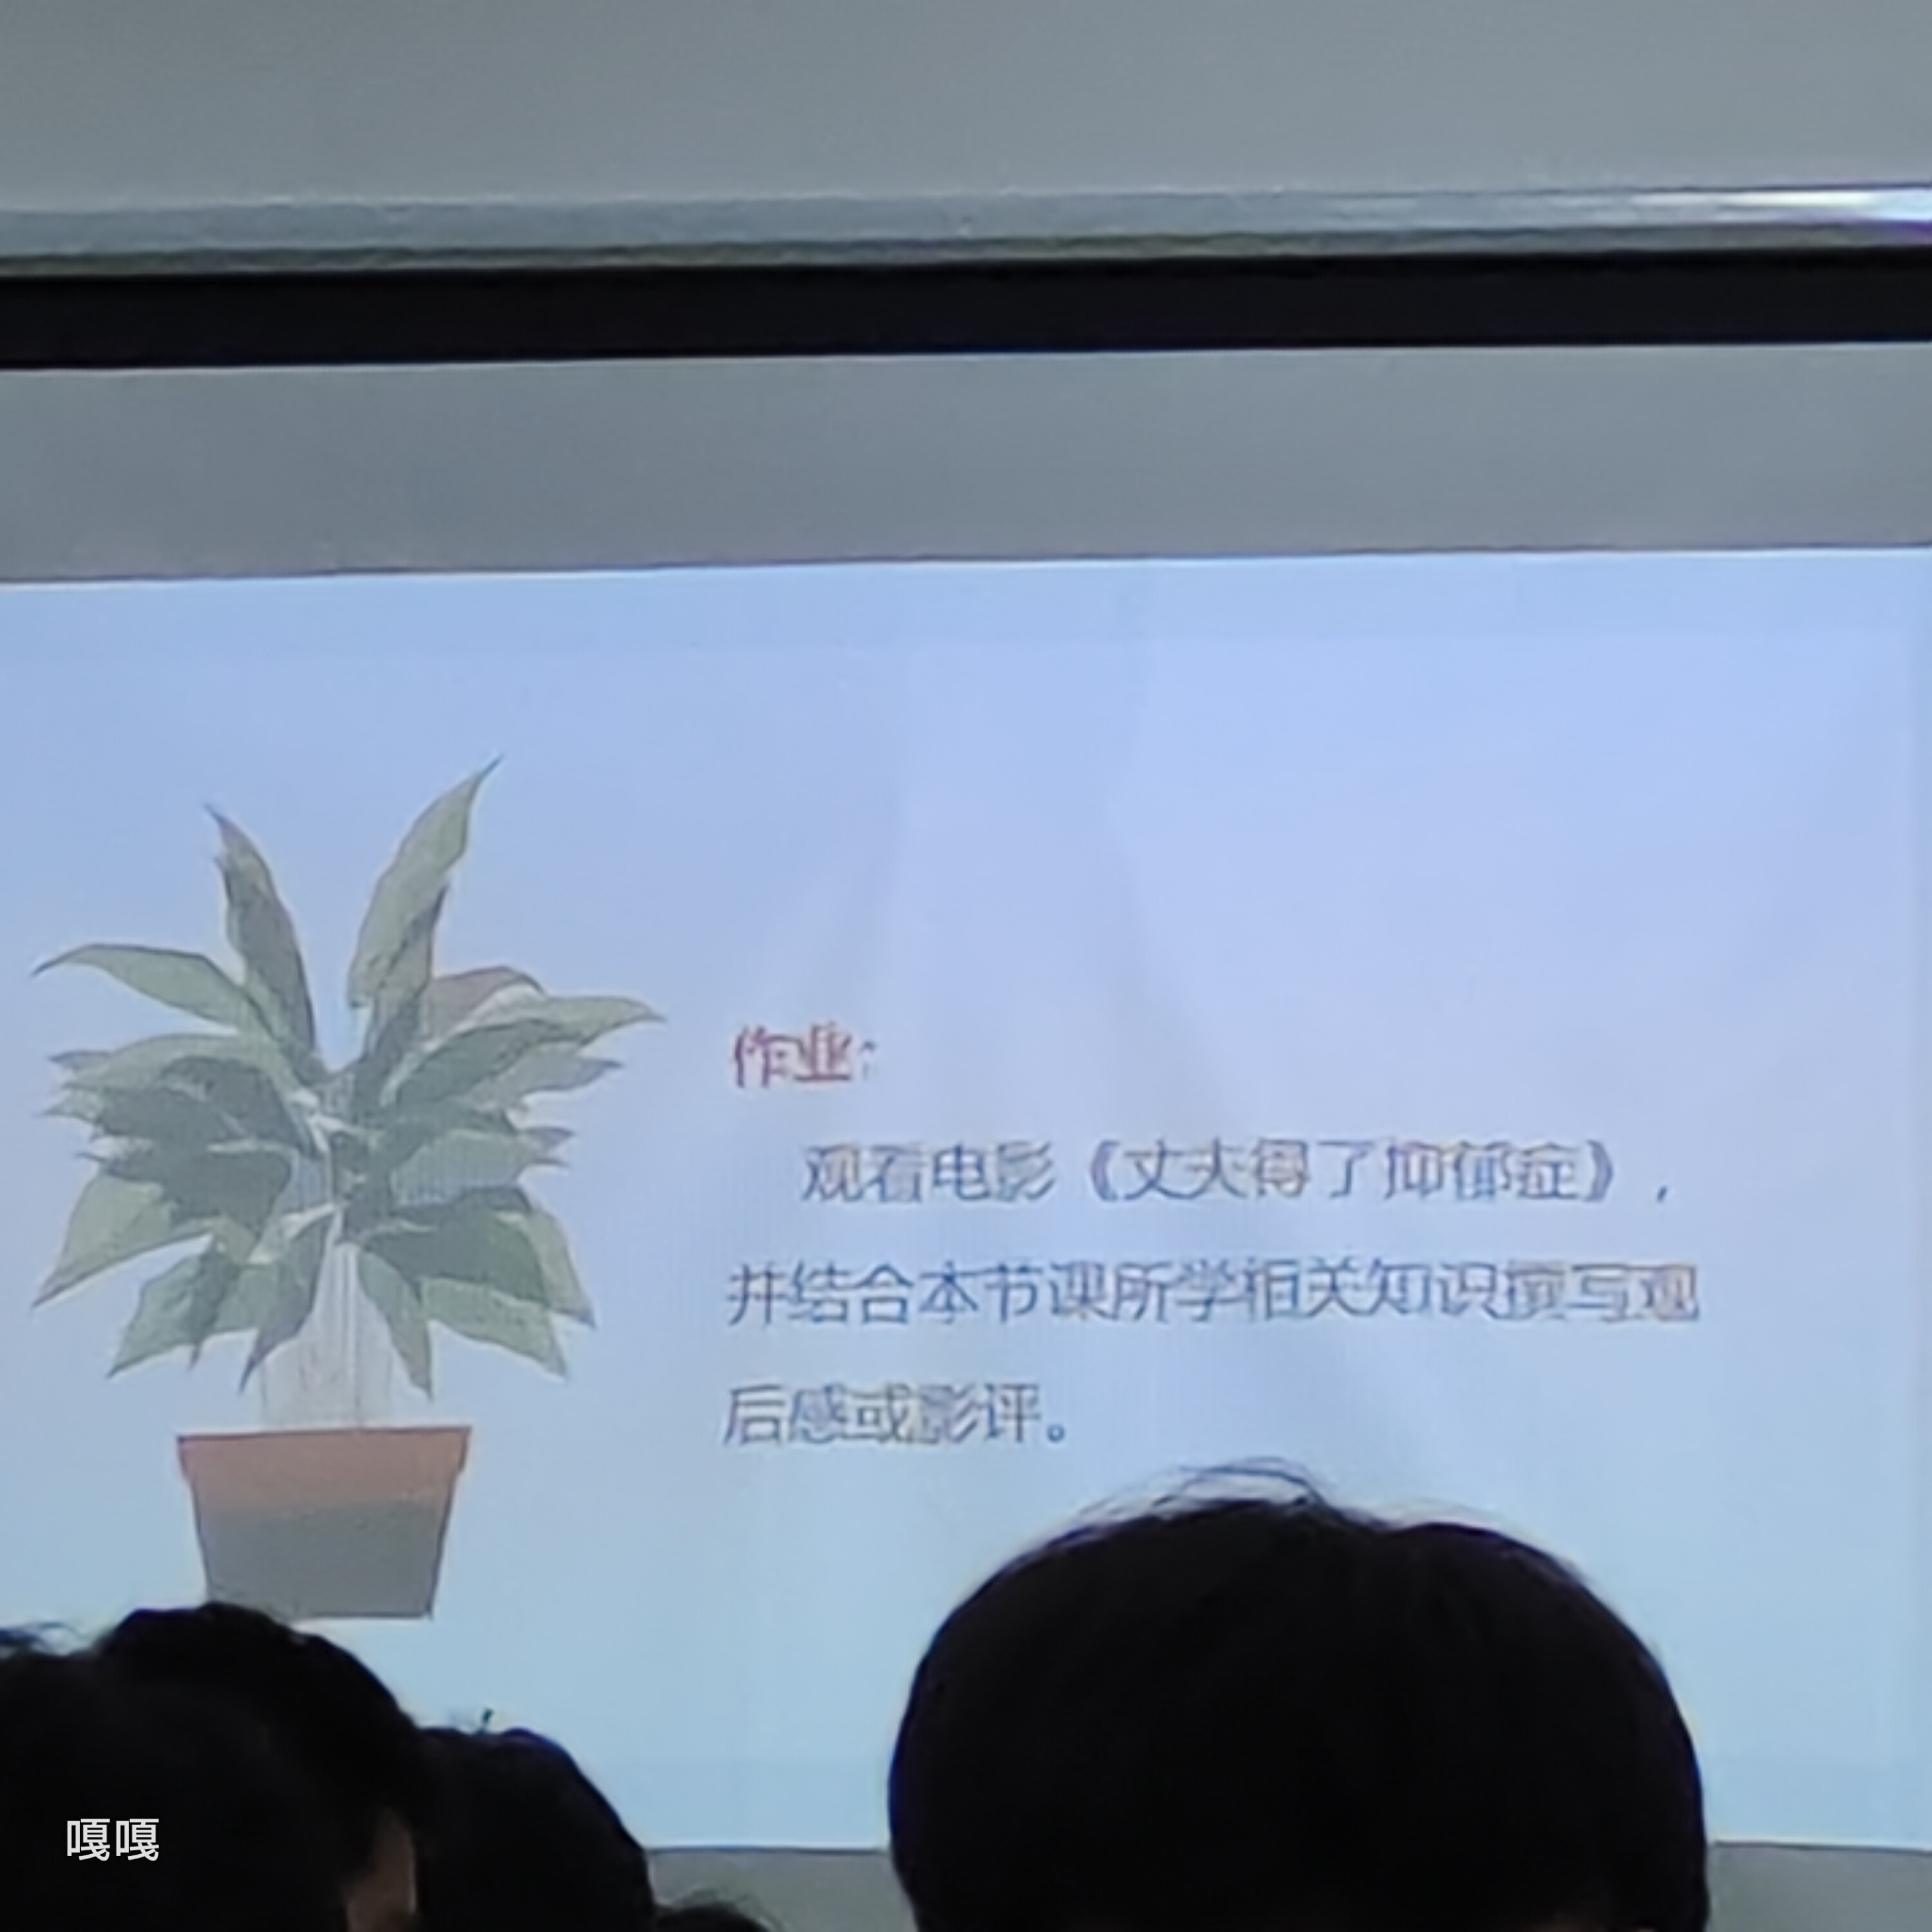 作业：
观看电影《丈夫得了抑郁症》，
并结合本节课所学相关知识撰写观
后感或影评。
嘎嘎